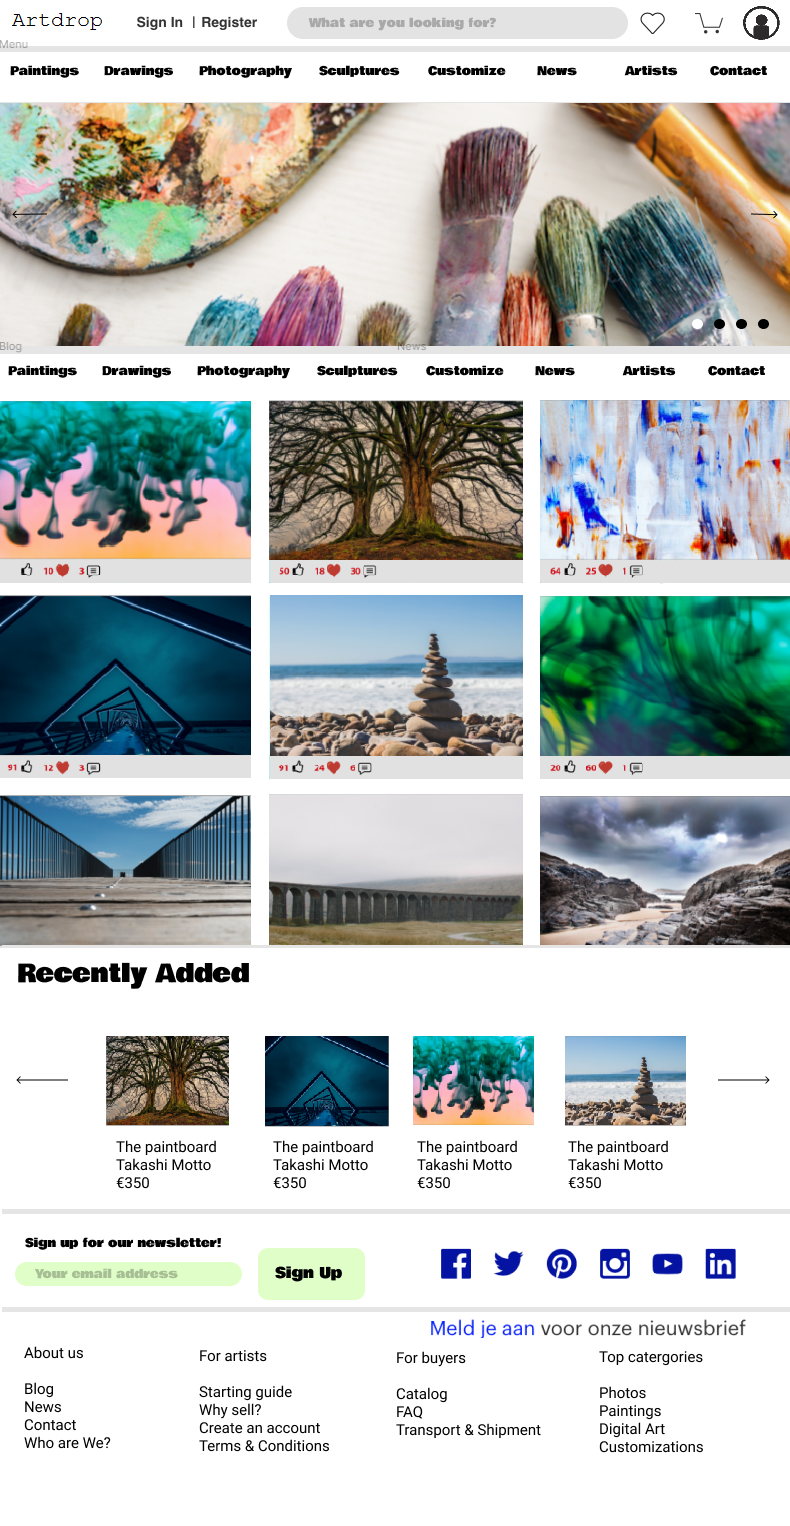 Artdrop
Sign In | Register
What are you looking for?
Menu
Paintings Drawings Photography Sculptures Customize News Artists Contact
Blog News
Paintings Drawings Photography Sculptures Customize News Artists Contact
10 3
50 18 30
64 25 1
91 12 3
91 24 6
20 60 1
Recently Added
The paintboard
Takashi Motto
€350
The paintboard
Takashi Motto
€350
The paintboard
Takashi Motto
€350
The paintboard
Takashi Motto
€350
Sign up for our newsletter!
Your email address
Sign Up
Meld je aan voor onze nieuwsbrief
About us
Blog
News
Contact
Who are We?
For artists
Starting guide
Why sell?
Create an account
Terms & Conditions
For buyers
Catalog
FAQ
Transport & Shipment
Top catergories
Photos
Paintings
Digital Art
Customizations